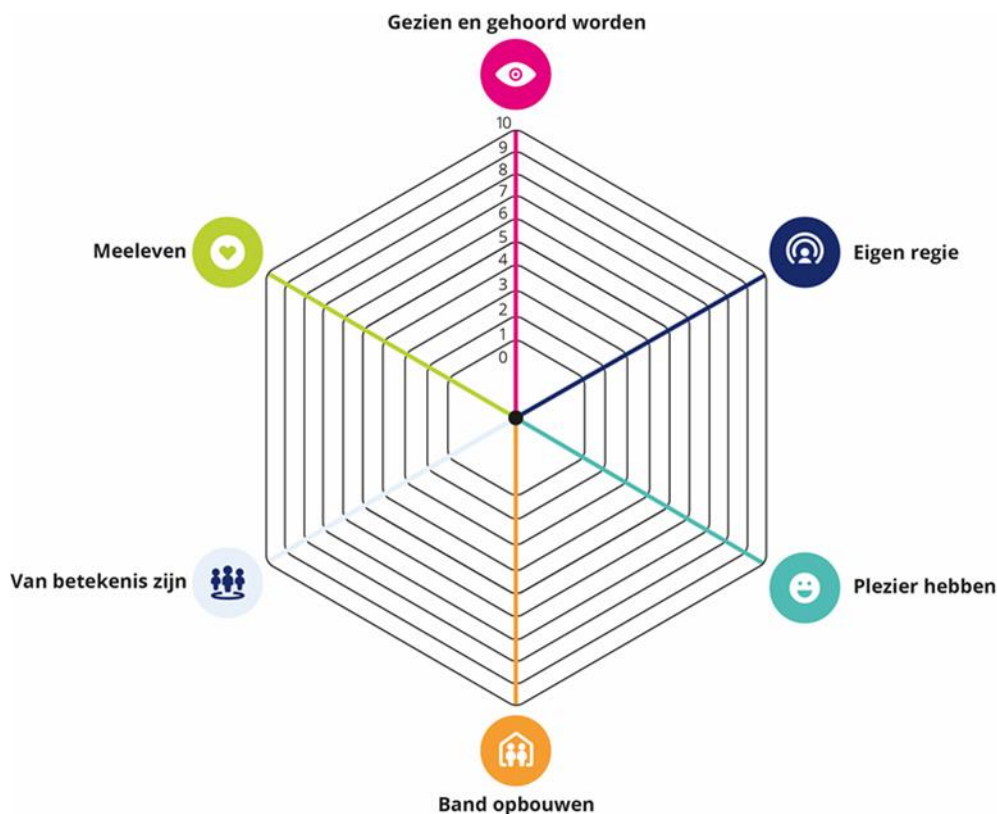 Gezien en gehoord worden
10
9
8
7
6
5
4
3
2
1
0
Meeleven
Eigen regie
Van betekenis zijn
Plezier hebben
Band opbouwen